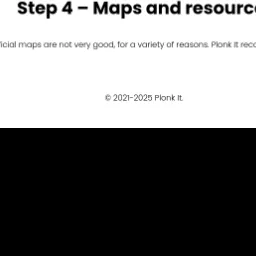 Step 4 – Maps and resourc
icial maps are not very good, for a variety of reasons. Plonk It rec
© 2021-2025 Plonk It.